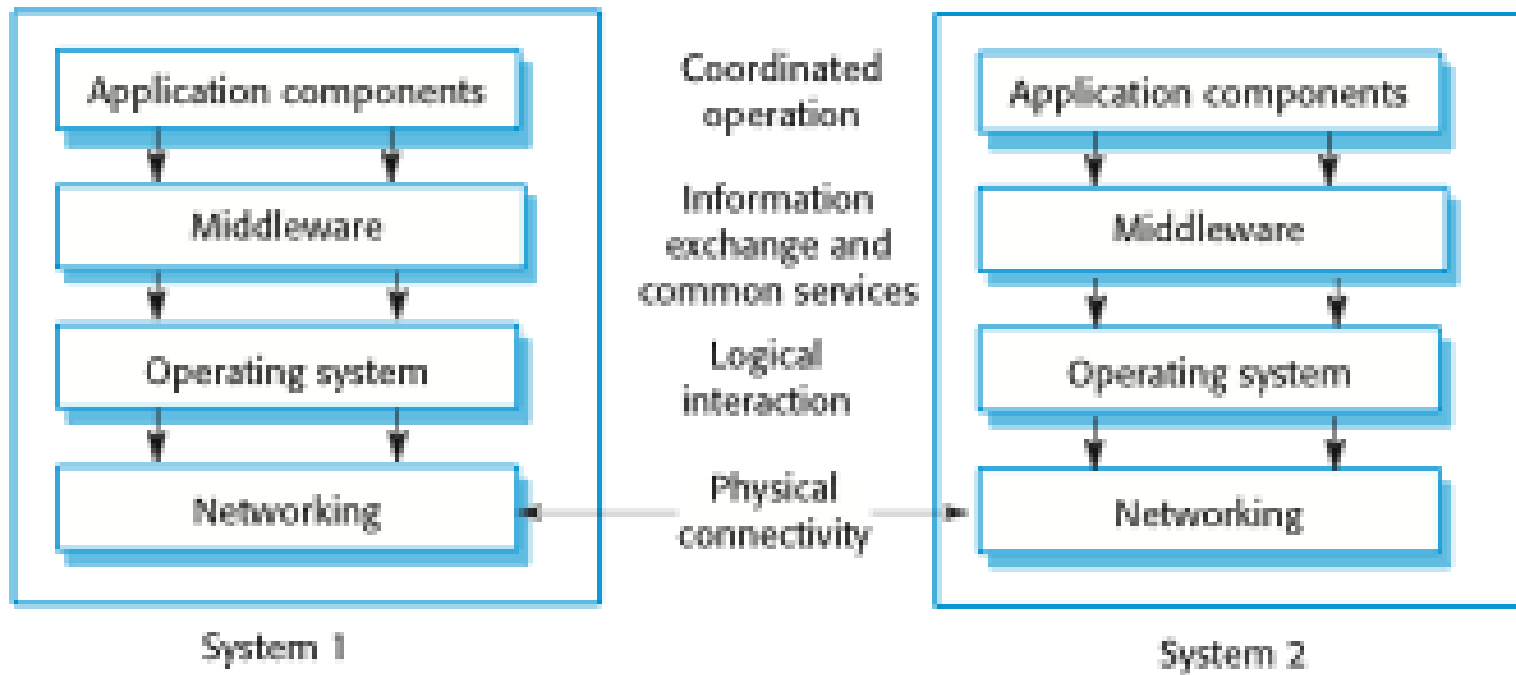 Application components
Middleware
Operating system
Networking
System 1
Coordinated
operation
Information
exchange and
common services
Logical
interaction
Physical
connectivity
Application components
Middleware
Operating system
Networking
System 2